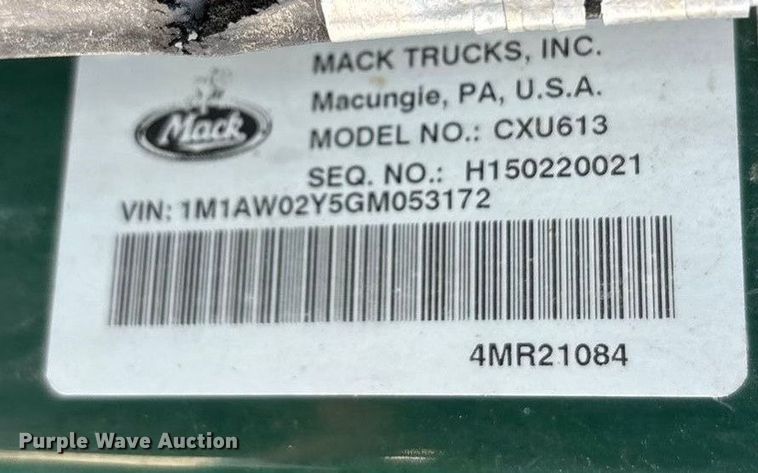 MACK TRUCKS, INC.
Macungie, PA, U.S.A.
Mack
MODEL NO.: CXU613
SEQ. NO.: H150220021
VIN: 1M1AW02Y5GM053172
4MR21084
Purple Wave Auction